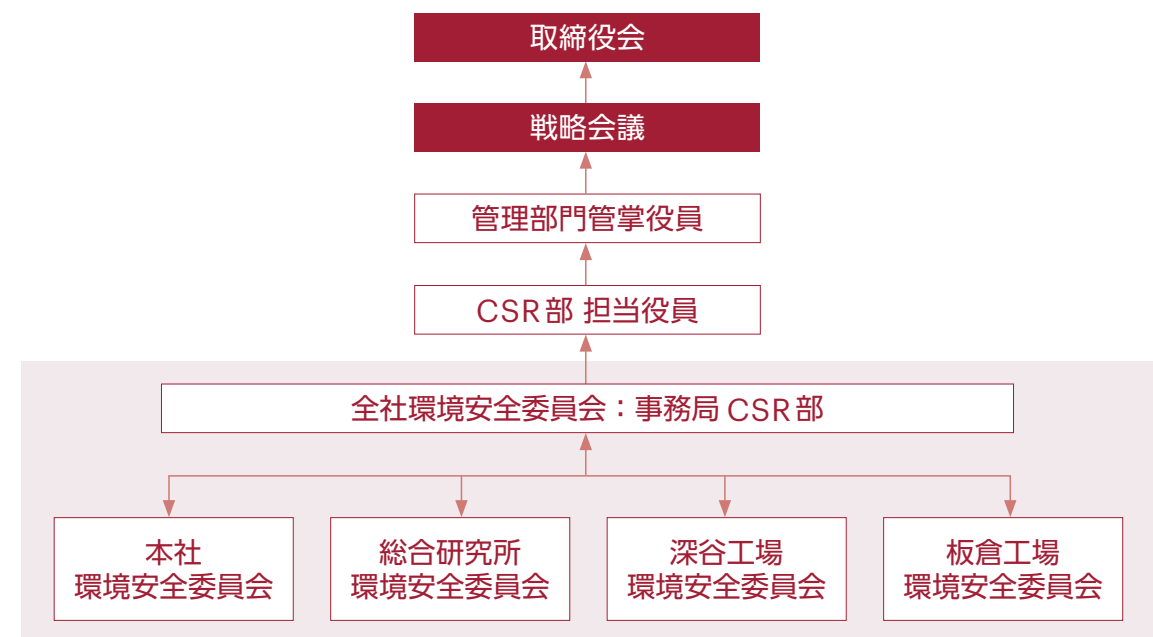 取締役会
戦略会議
管理部門管掌役員
CSR部 担当役員
全社環境安全委員会：事務局 CSR部
本社
環境安全委員会
総合研究所
環境安全委員会
深谷工場
環境安全委員会
板倉工場
環境安全委員会